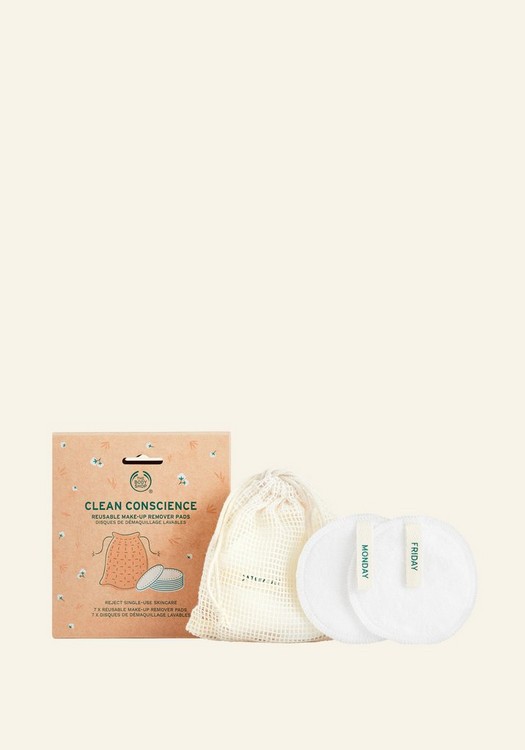 THE
BODY
SHOP
®
CLEAN CONSCIENCE
REUSABLE MAKE-UP REMOVER PADS
DISQUES DE DÉMAQUILLAGE LAVABLES
REJECT SINGLE-USE SKINCARE
7 X REUSABLE MAKE-UP REMOVER PADS
7 X DISQUES DE DÉMAQUILLAGE LAVABLES
MONDAY
FRIDAY